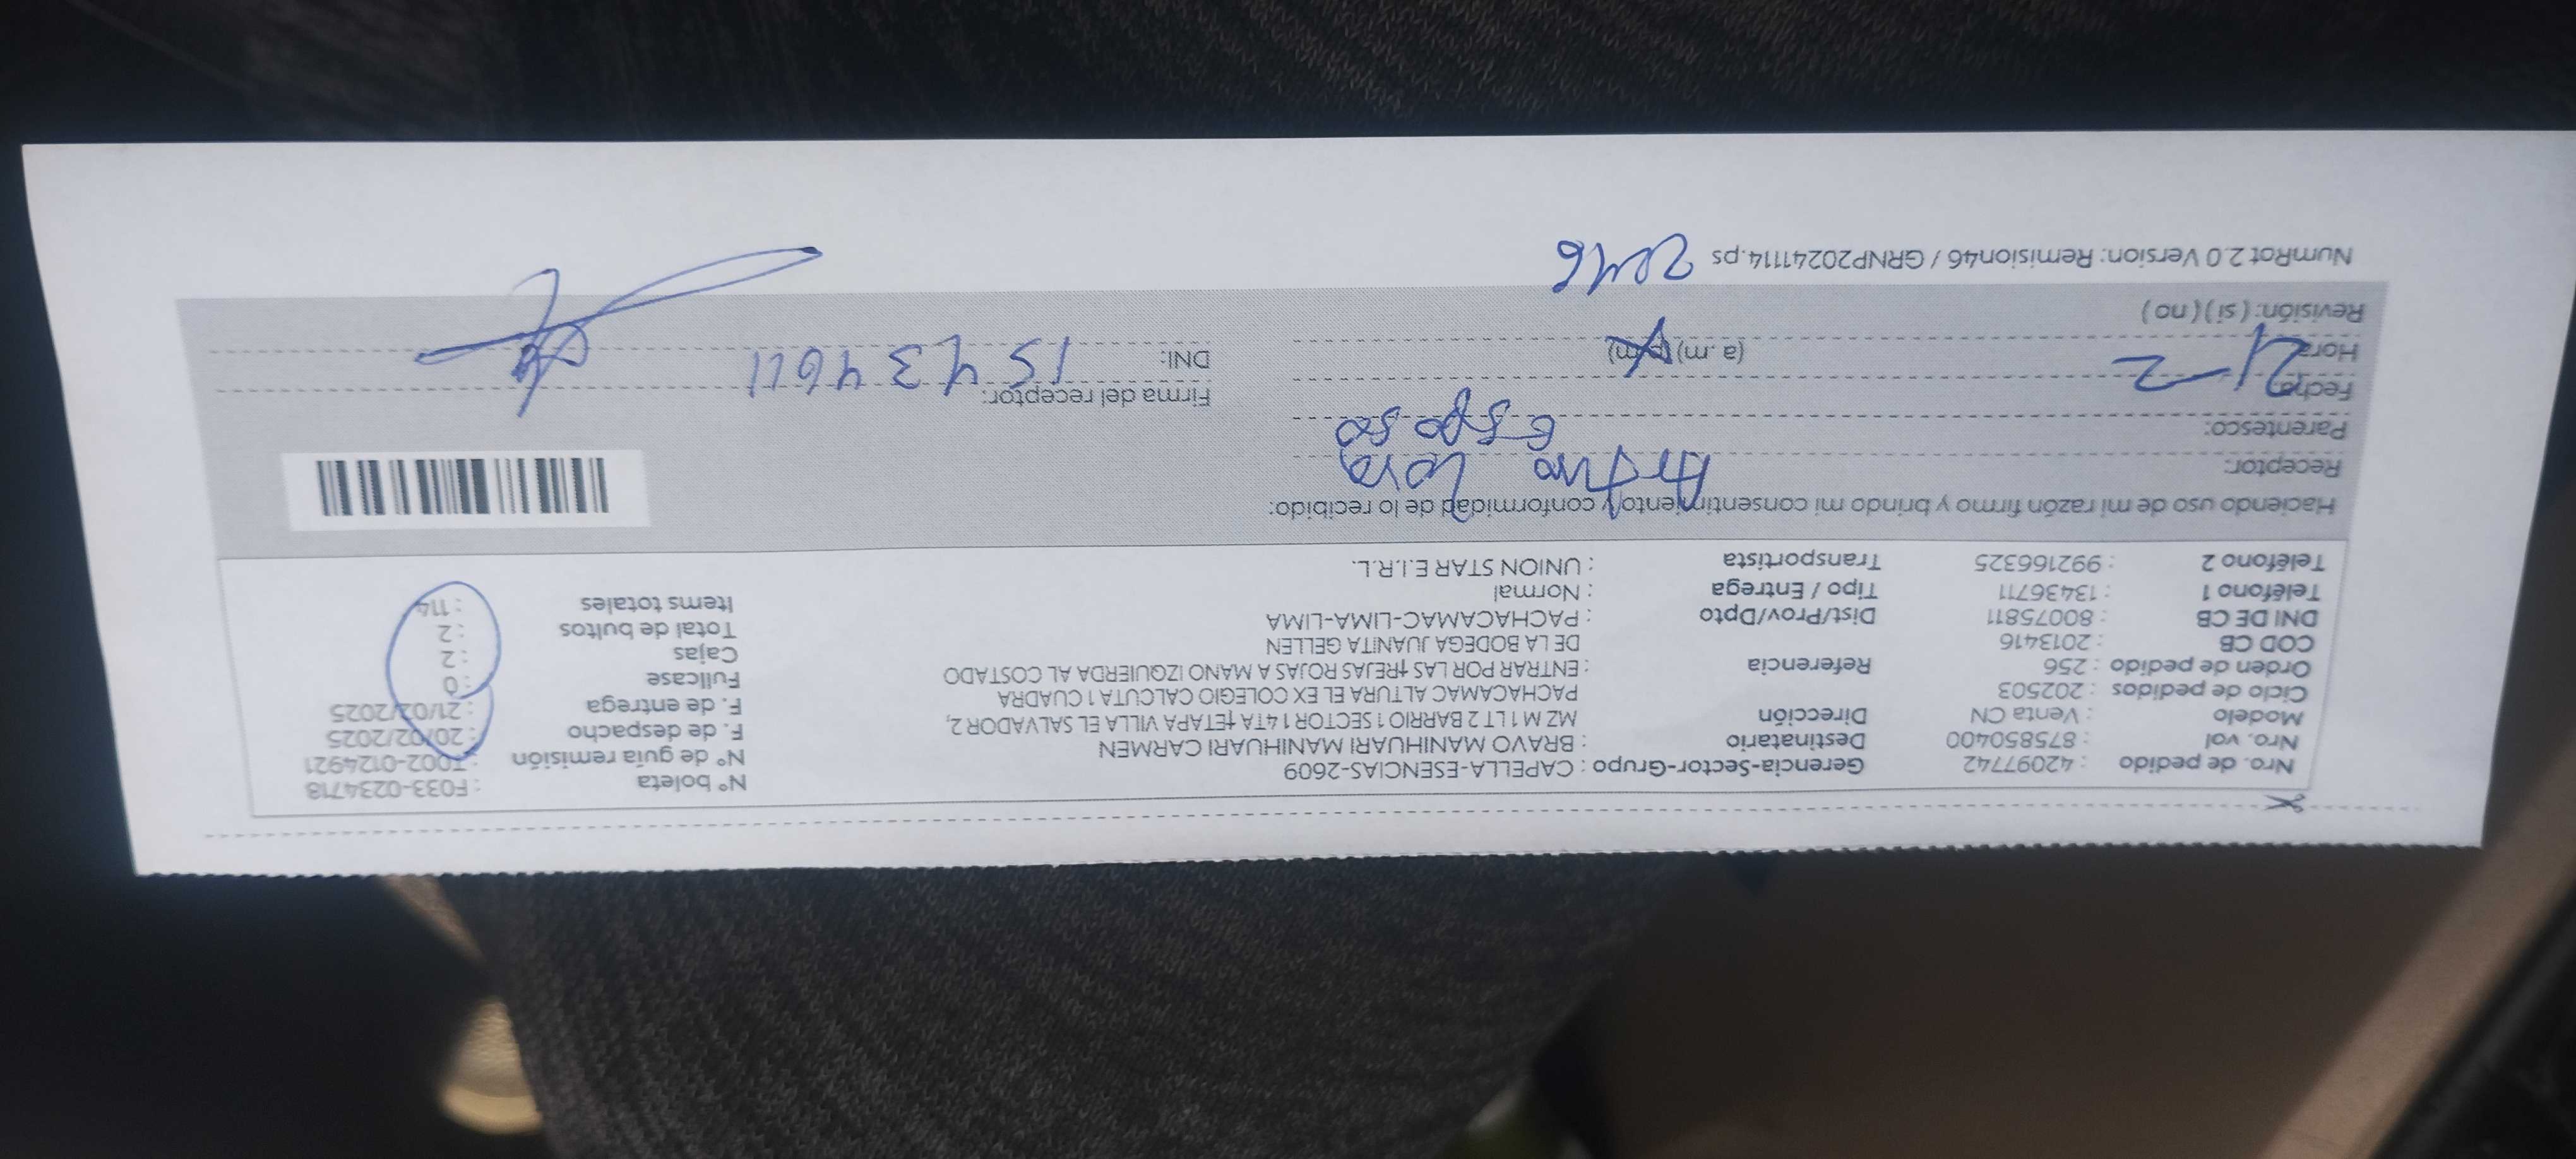 Nro. de pedido : 42097742 Gerencia-Sector-Grupo : CAPELLA-ESENCIAS-2609 N° boleta : F033-0234718
Nro. vol : 875850400 Destinatario : BRAVO MANIHUARI MANIHUARI CARMEN N° de guía remisión : T002-0124921
Modelo : Venta CN Dirección MZ M 1 LT 2 BARRIO 1 SECTOR 1 4TA ETAPA VILLA EL SALVADOR 2, F. de despacho : 20/02/2025
Ciclo de pedidos : 202503 PACHACAMAC ALTURA EL EX COLEGIO CALCUTA 1 CUADRA F. de entrega : 21/02/2025
Orden de pedido : 256 Referencia : ENTRAR POR LAS REJAS ROJAS A MANO IZQUIERDA AL COSTADO Fullcase : 0
COD CB : 2013416 DE LA BODEGA JUANITA GELLEN Cajas : 2
DNI DE CB : 80075811 Dist/Prov/Dpto : PACHACAMAC-LIMA-LIMA Total de bultos : 2
Teléfono 1 : 13436711 Tipo / Entrega : Normal Items totales : 114
Teléfono 2 : 992166325 Transportista : UNION STAR E.I.R.L.
Haciendo uso de mi razón firmo y brindo mi consentimiento y conformidad de lo recibido:
Receptor:
Parentesco: Esposo
Fecha: 21-2 Firma del receptor:
Hora: (a.m) (p.m) DNI: 15434611
Revisión: ( si ) ( no )
NumRot 2.0 Version: Remision46 / GRNP20241114.ps